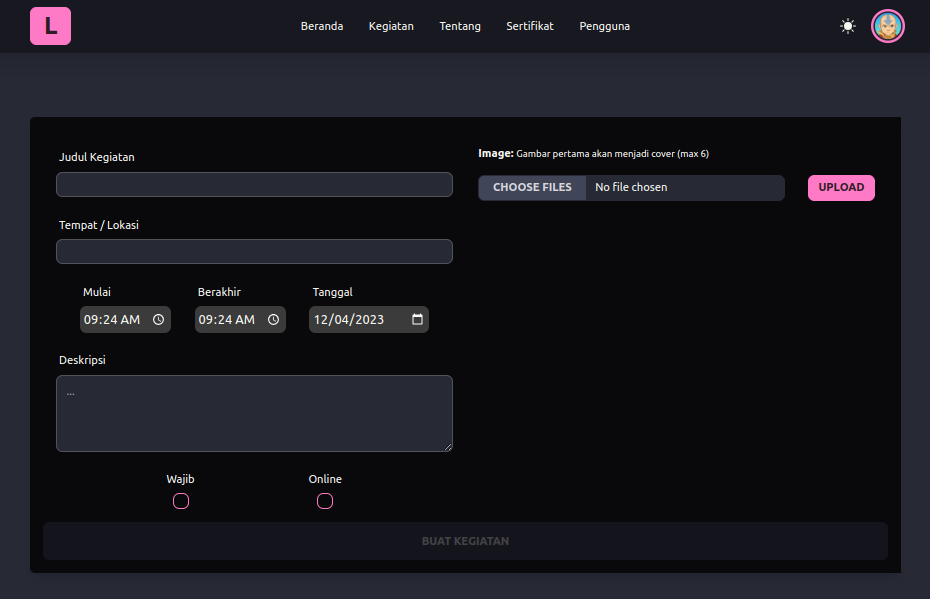 L
Beranda Kegiatan Tentang Sertifikat Pengguna
Judul Kegiatan
Tempat / Lokasi
Mulai Berakhir Tanggal
09:24 AM 09:24 AM 12/04/2023
Deskripsi
...
Wajib Online
Image: Gambar pertama akan menjadi cover (max 6)
CHOOSE FILES No file chosen UPLOAD
BUAT KEGIATAN